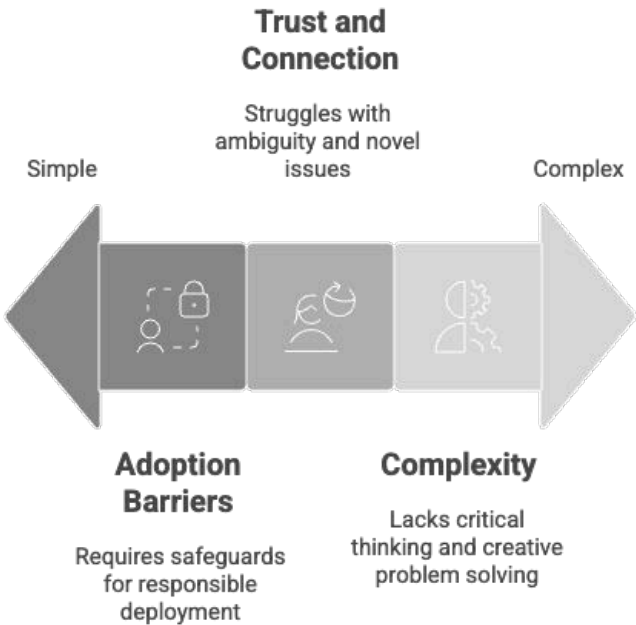 Trust and
Connection
Struggles with
ambiguity and novel
issues
Simple
Complex
Adoption
Barriers
Requires safeguards
for responsible
deployment
Complexity
Lacks critical
thinking and creative
problem solving